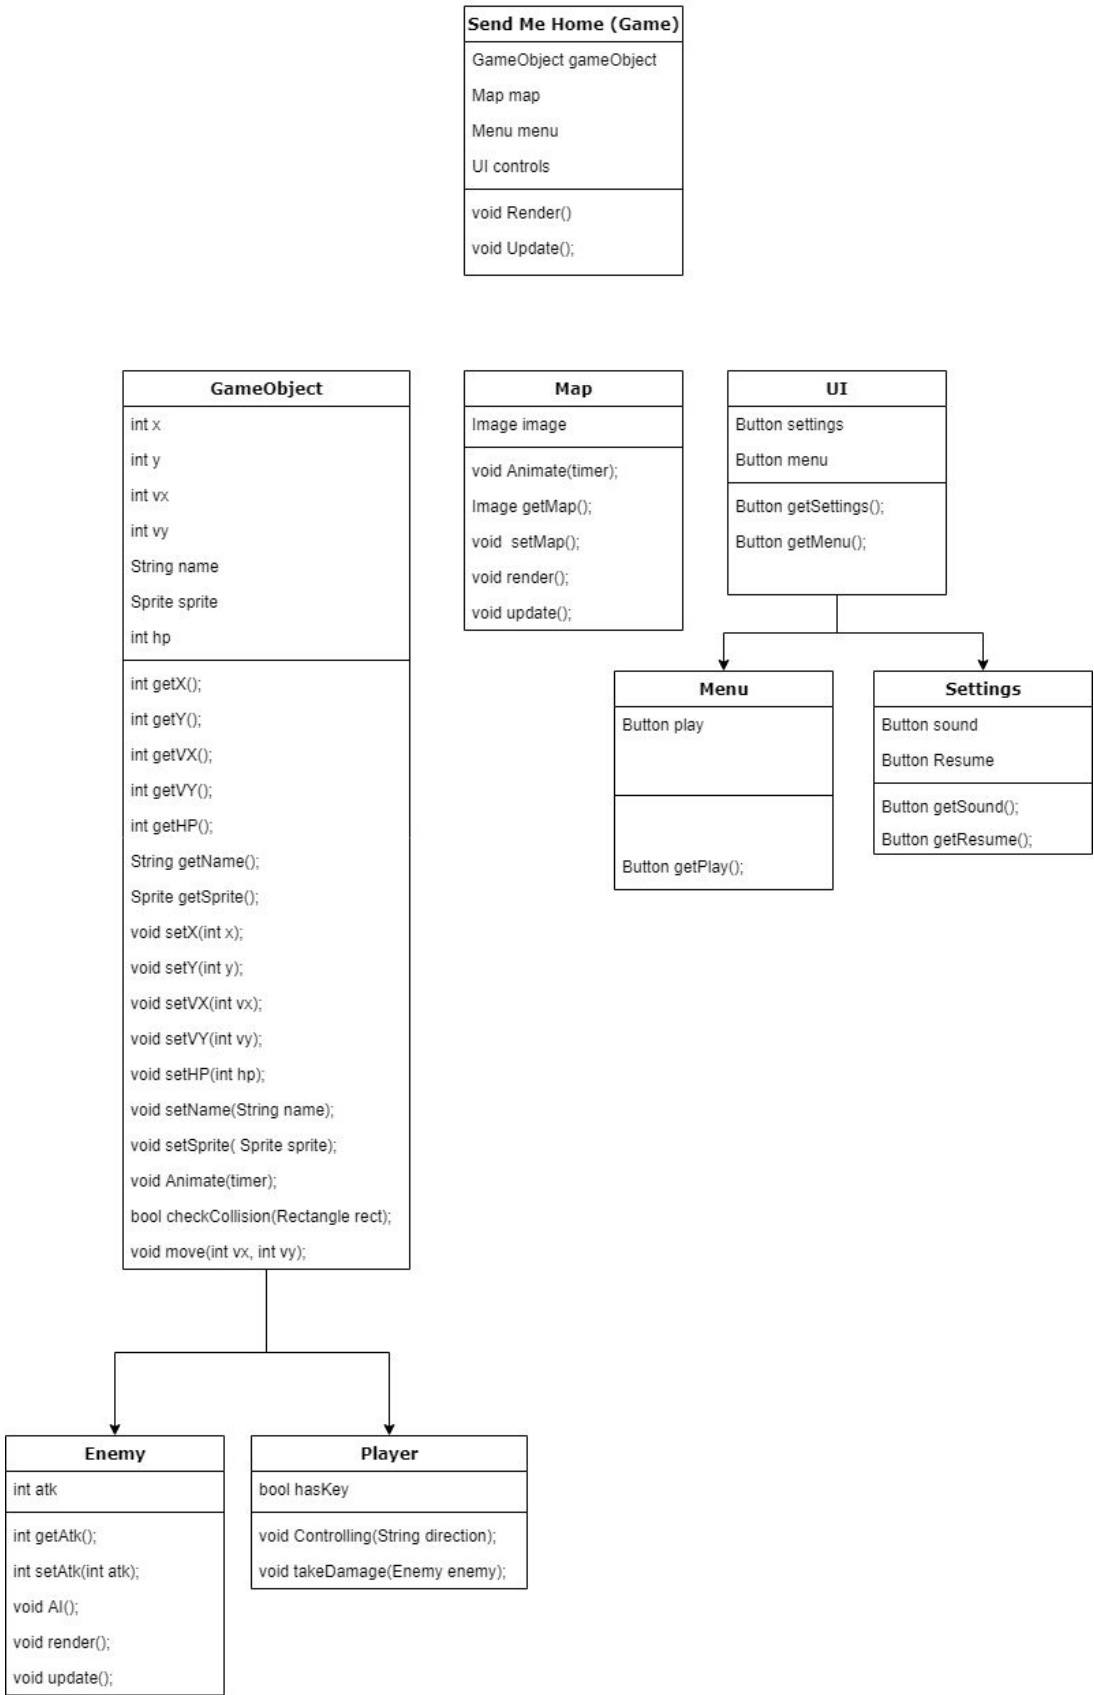 Send Me Home (Game)
GameObject gameObject
Map map
Menu menu
UI controls
void Render()
void Update();
GameObject
int x
int y
int vx
int vy
String name
Sprite sprite
int hp
int getX();
int getY();
int getVX();
int getVY();
int getHP();
String getName();
Sprite getSprite();
void setX(int x);
void setY(int y);
void setVX(int vx);
void setVY(int vy);
void setHP(int hp);
void setName(String name);
void setSprite( Sprite sprite);
void Animate(timer);
bool checkCollision(Rectangle rect);
void move(int vx, int vy);
Map
Image image
void Animate(timer);
Image getMap();
void  setMap();
void render();
void update();
UI
Button settings
Button menu
Button getSettings();
Button getMenu();
Menu
Button play
Button getPlay();
Settings
Button sound
Button Resume
Button getSound();
Button getResume();
Enemy
int atk
int getAtk();
int setAtk(int atk);
void AI();
void render();
void update();
Player
bool hasKey
void Controlling(String direction);
void takeDamage(Enemy enemy);